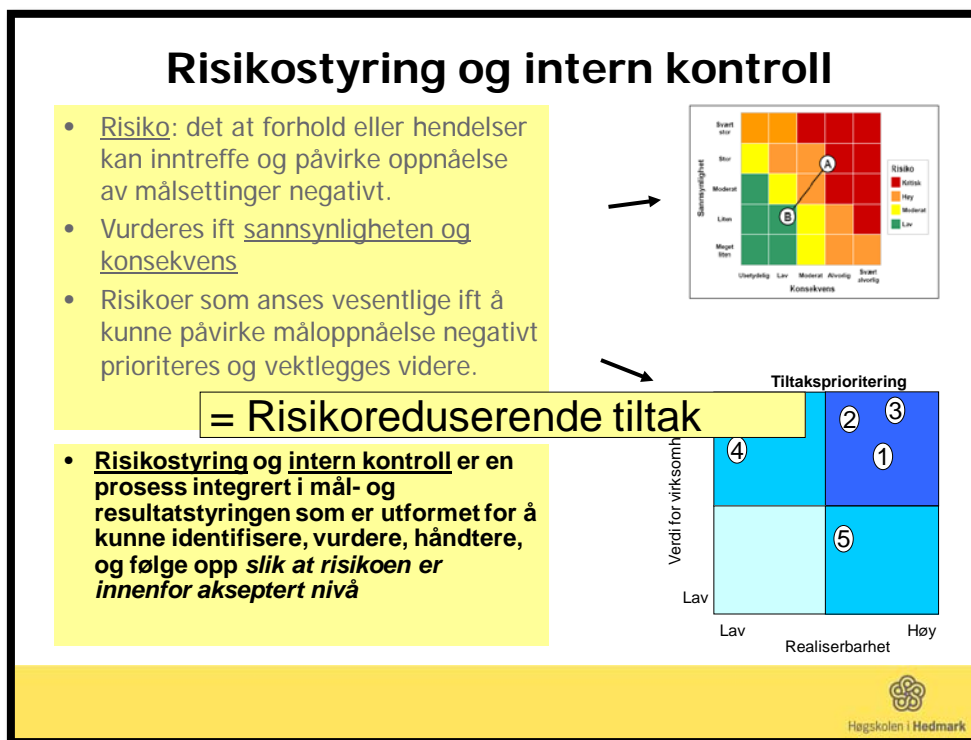 Risikostyring og intern kontroll
• Risiko: det at forhold eller hendelser
kan inntreffe og påvirke oppnåelse
av målsettinger negativt.
• Vurderes ift sannsynligheten og
konsekvens
• Risikoer som anses vesentlige ift å
kunne påvirke måloppnåelse negativt
prioriteres og vektlegges videre.
= Risikoreduserende tiltak
• Risikostyring og intern kontroll er en
prosess integrert i mål- og
resultatstyringen som er utformet for å
kunne identifisere, vurdere, håndtere,
og følge opp slik at risikoen er
innenfor akseptert nivå
Sannsynlighet
Svært
stor
Stor
Moderat
Liten
Meget
liten
A
B
Ubetydelig Lav Moderat Alvorlig Svært
alvorlig
Konsekvens
Risiko
Kritisk
Høy
Moderat
Lav
Tiltaksprioritering
Verdi for virksomh
2
3
4
1
5
Lav
Lav Høy
Realiserbarhet
Høgskolen i Hedmark